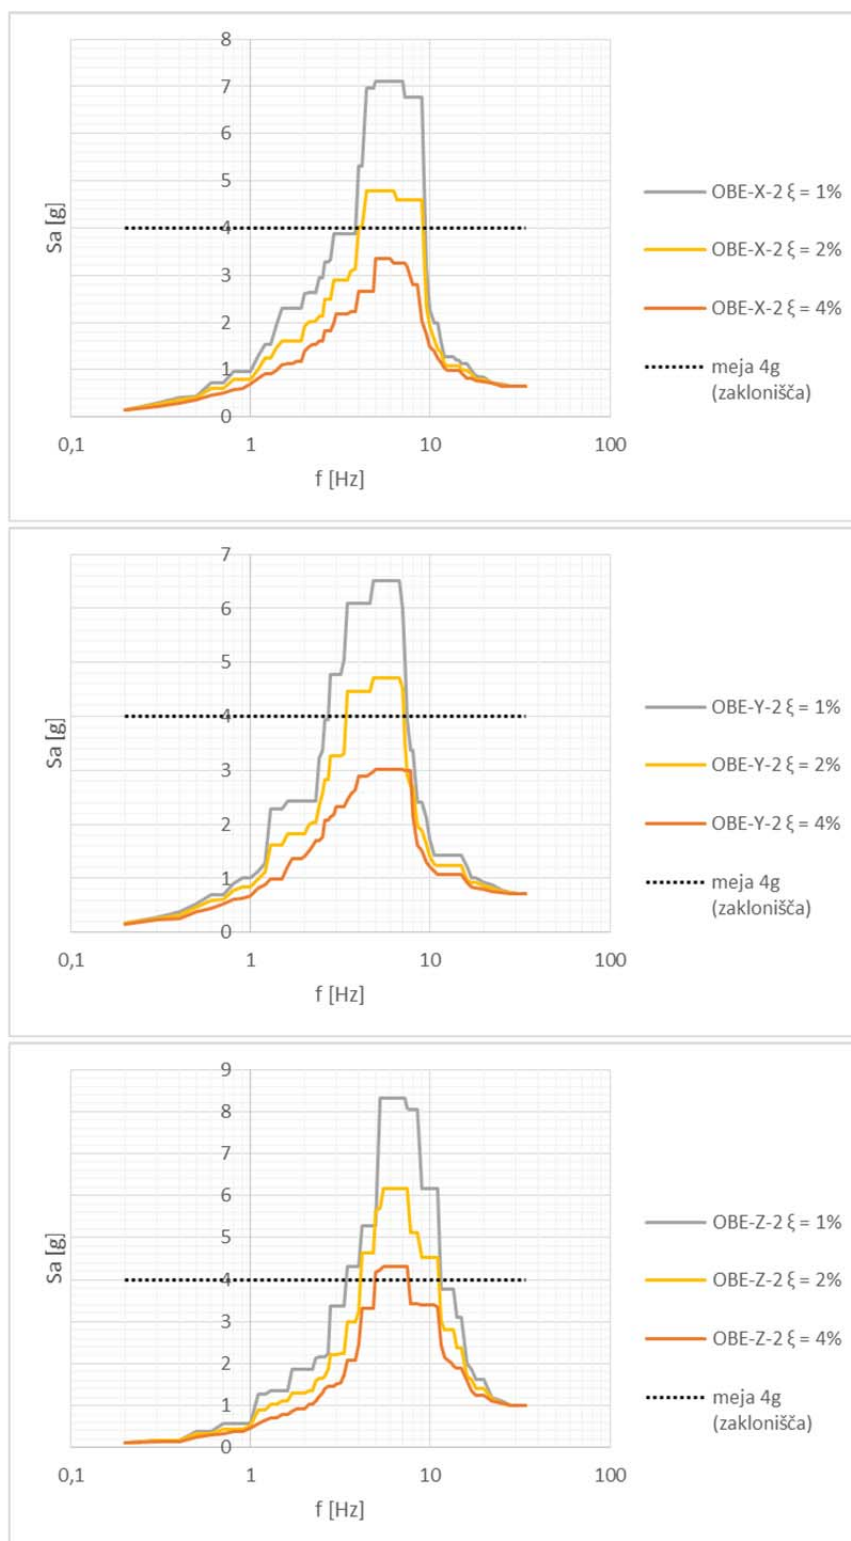 8
7
6
5
4
3
2
1
0
Sa [g]
0,1
1
10
100
f [Hz]
OBE-X-2 ξ = 1%
OBE-X-2 ξ = 2%
OBE-X-2 ξ = 4%
meja 4g
(zaklonišča)
7
6
5
4
3
2
1
0
Sa [g]
0,1
1
10
100
f [Hz]
OBE-Y-2 ξ = 1%
OBE-Y-2 ξ = 2%
OBE-Y-2 ξ = 4%
meja 4g
(zaklonišča)
9
8
7
6
5
4
3
2
1
0
Sa [g]
0,1
1
10
100
f [Hz]
OBE-Z-2 ξ = 1%
OBE-Z-2 ξ = 2%
OBE-Z-2 ξ = 4%
meja 4g
(zaklonišča)